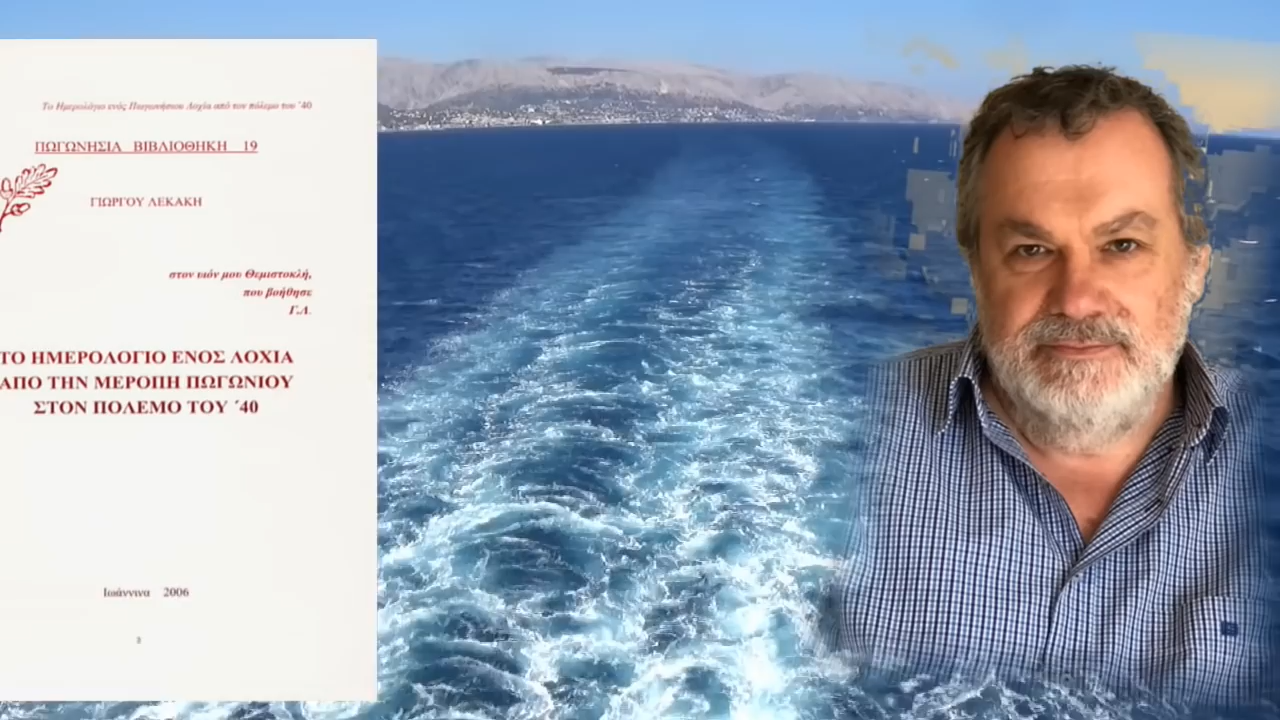 Το Ημερολόγιο ενός Πωγωνήσιου Λοχία από τον πόλεμο του ΄40
ΠΩΓΩΝΗΣΙΑ ΒΙΒΛΙΟΘΗΚΗ 19
ΓΙΩΡΓΟΥ ΛΕΚΑΚΗ
στον υιόν μου Θεμιστοκλή,
που βοήθησε
Γ.Λ.
ΤΟ ΗΜΕΡΟΛΟΓΙΟ ΕΝΟΣ ΛΟΧΙΑ
ΑΠΟ ΤΗΝ ΜΕΡΟΠΗ ΠΩΓΩΝΙΟΥ
ΣΤΟΝ ΠΟΛΕΜΟ ΤΟΥ ΄40
Ιωάννινα 2006